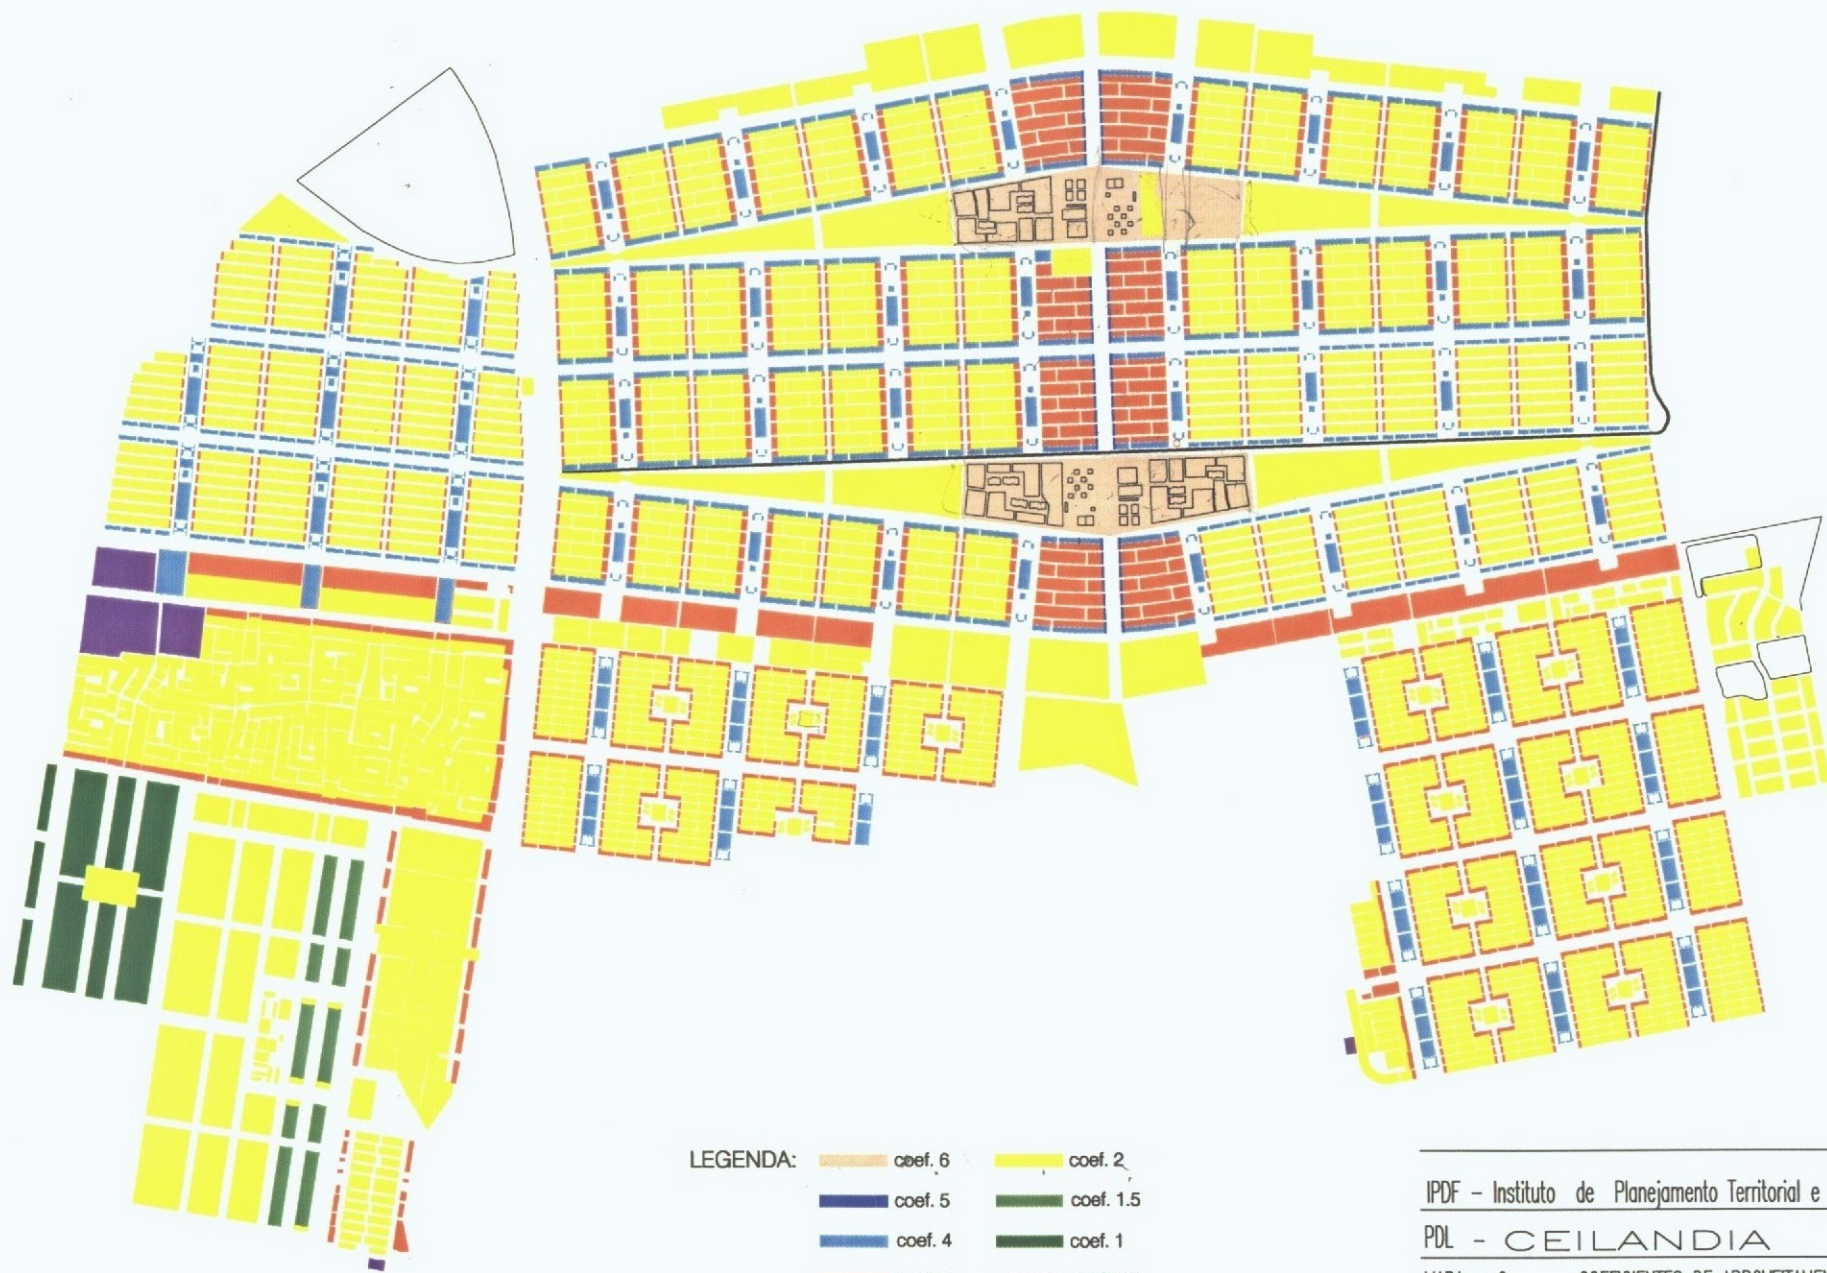 LEGENDA:
coef. 6
coef. 2
coef. 5
coef. 1.5
coef. 4
coef. 1
IPDF - Instituto de Planejamento Territorial e
PDL - CEILANDIA